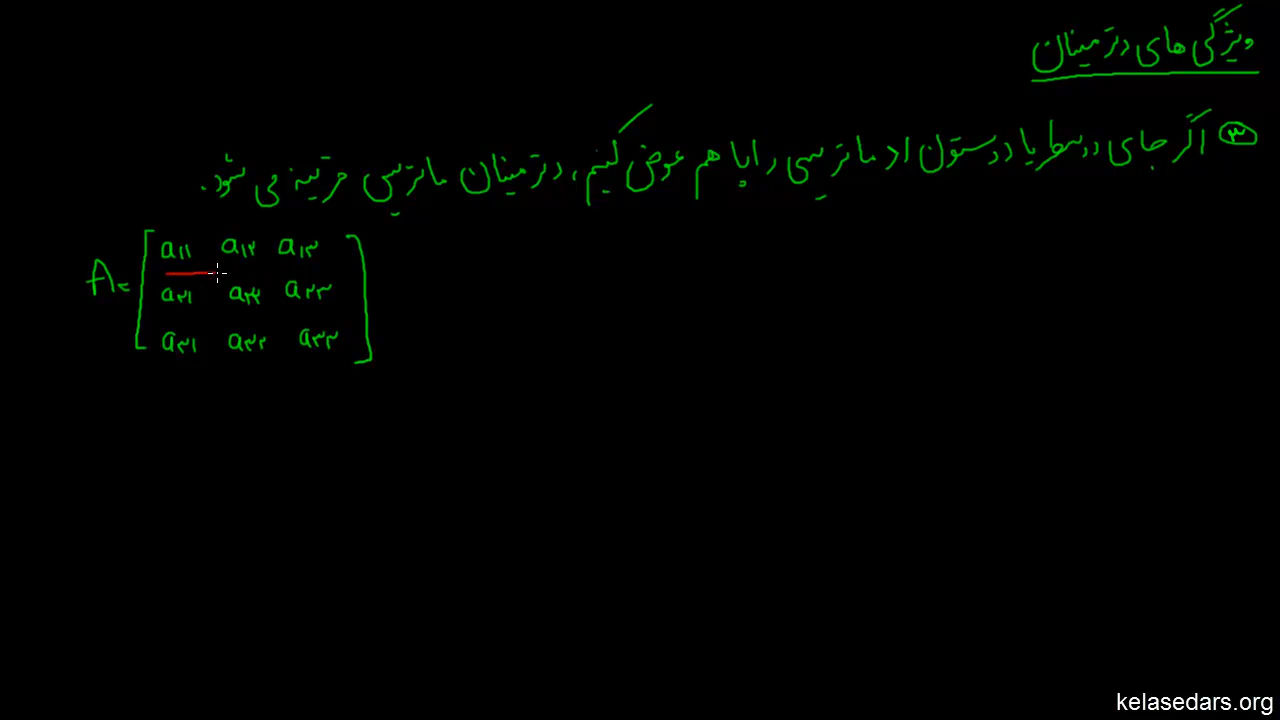 ویژگی های دترمینان
۳ اگر جای دو سطر یا دو ستون از ماتریسی را با هم عوض کنیم، دترمینان ماتریس قرینه می شود.
A = [ a۱۱ a۱۲ a۱۳
a۲۱ a۲۲ a۲۳
a۳۱ a۳۲ a۳۳ ]
kelasedars.org